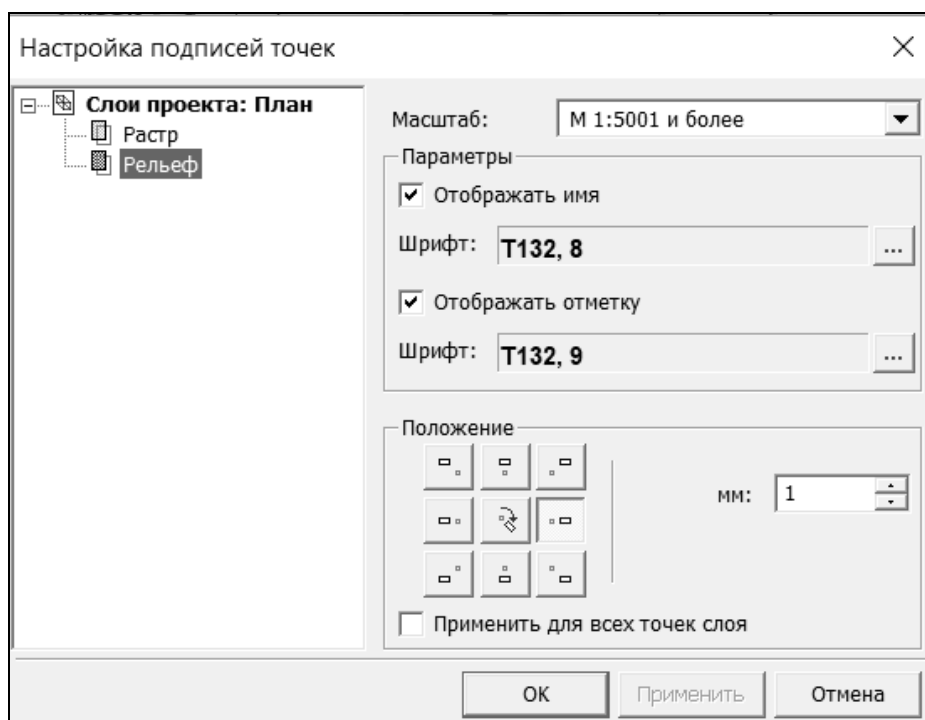 Настройка подписей точек
Слои проекта: План
Растр
Рельеф
Масштаб: М 1:5001 и более
Параметры
Отображать имя
Шрифт: T132, 8 ...
Отображать отметку
Шрифт: T132, 9 ...
Положение
мм: 1
Применить для всех точек слоя
ОК Применить Отмена